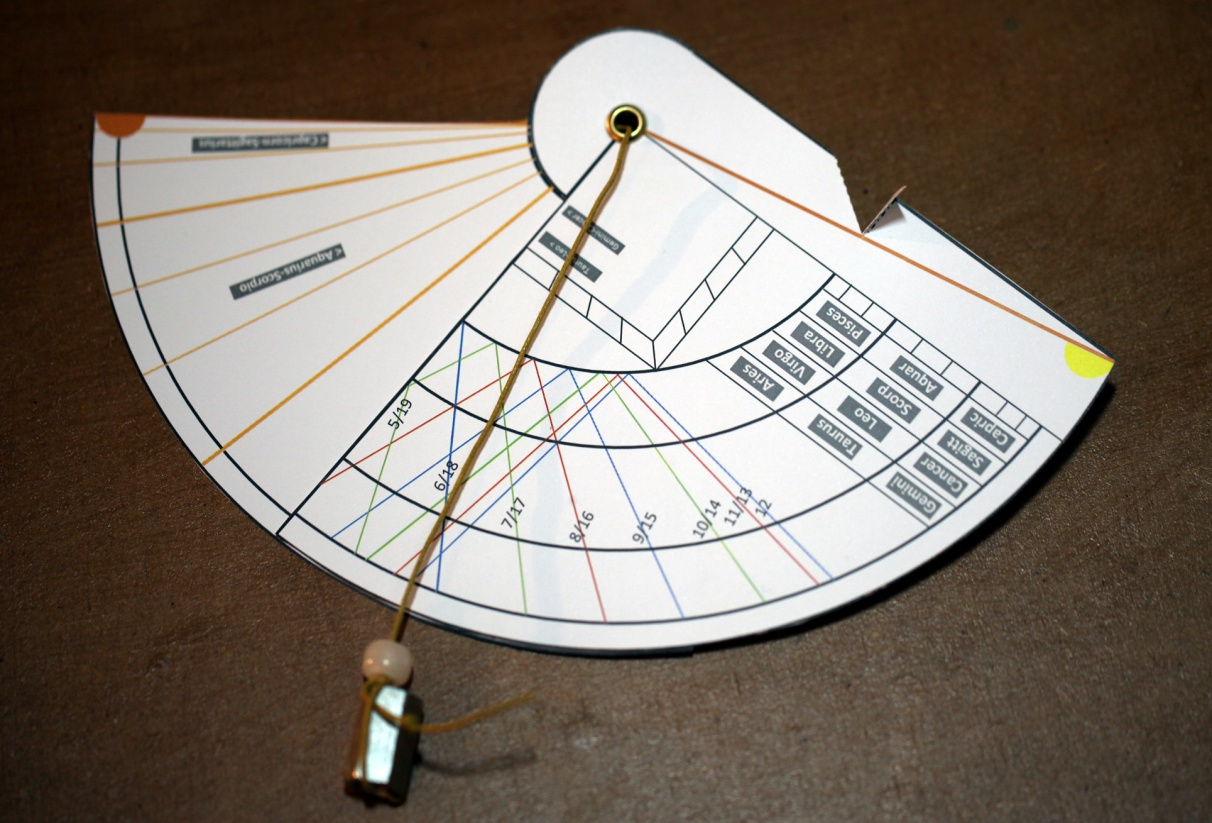 < Capricorn-Sagittarius
< Aquarius-Scorpio
Pisces
Libra
Virgo
Aries
Aquar
Scorp
Leo
Taurus
Capric
Sagitt
Cancer
Gemini
5/19
6/18
7/17
8/16
9/15
10/14
11/13
12